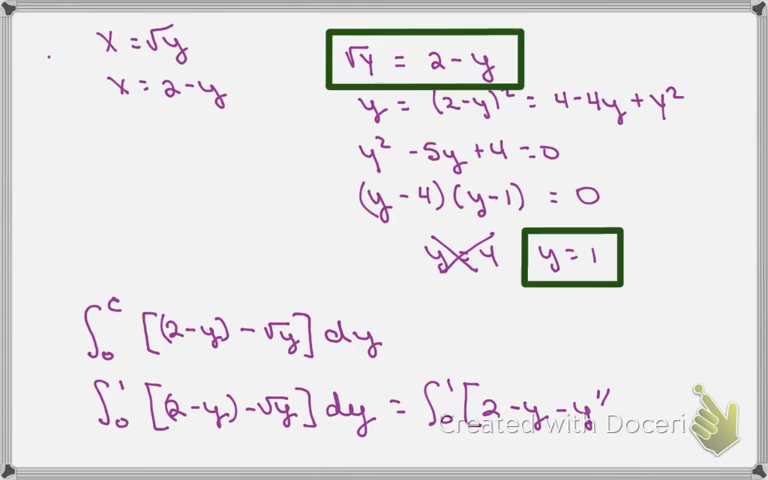 x = √y
x = 2 - y
√y = 2 - y
y = (2-y)² = 4 - 4y + y²
y² - 5y + 4 = 0
(y - 4)(y - 1) = 0
y = 4 y = 1
∫₀ᶜ [(2-y) - √y] dy
∫₀¹ [(2-y) - √y] dy = ∫₀¹ [2 - y - y
Created with Doceri